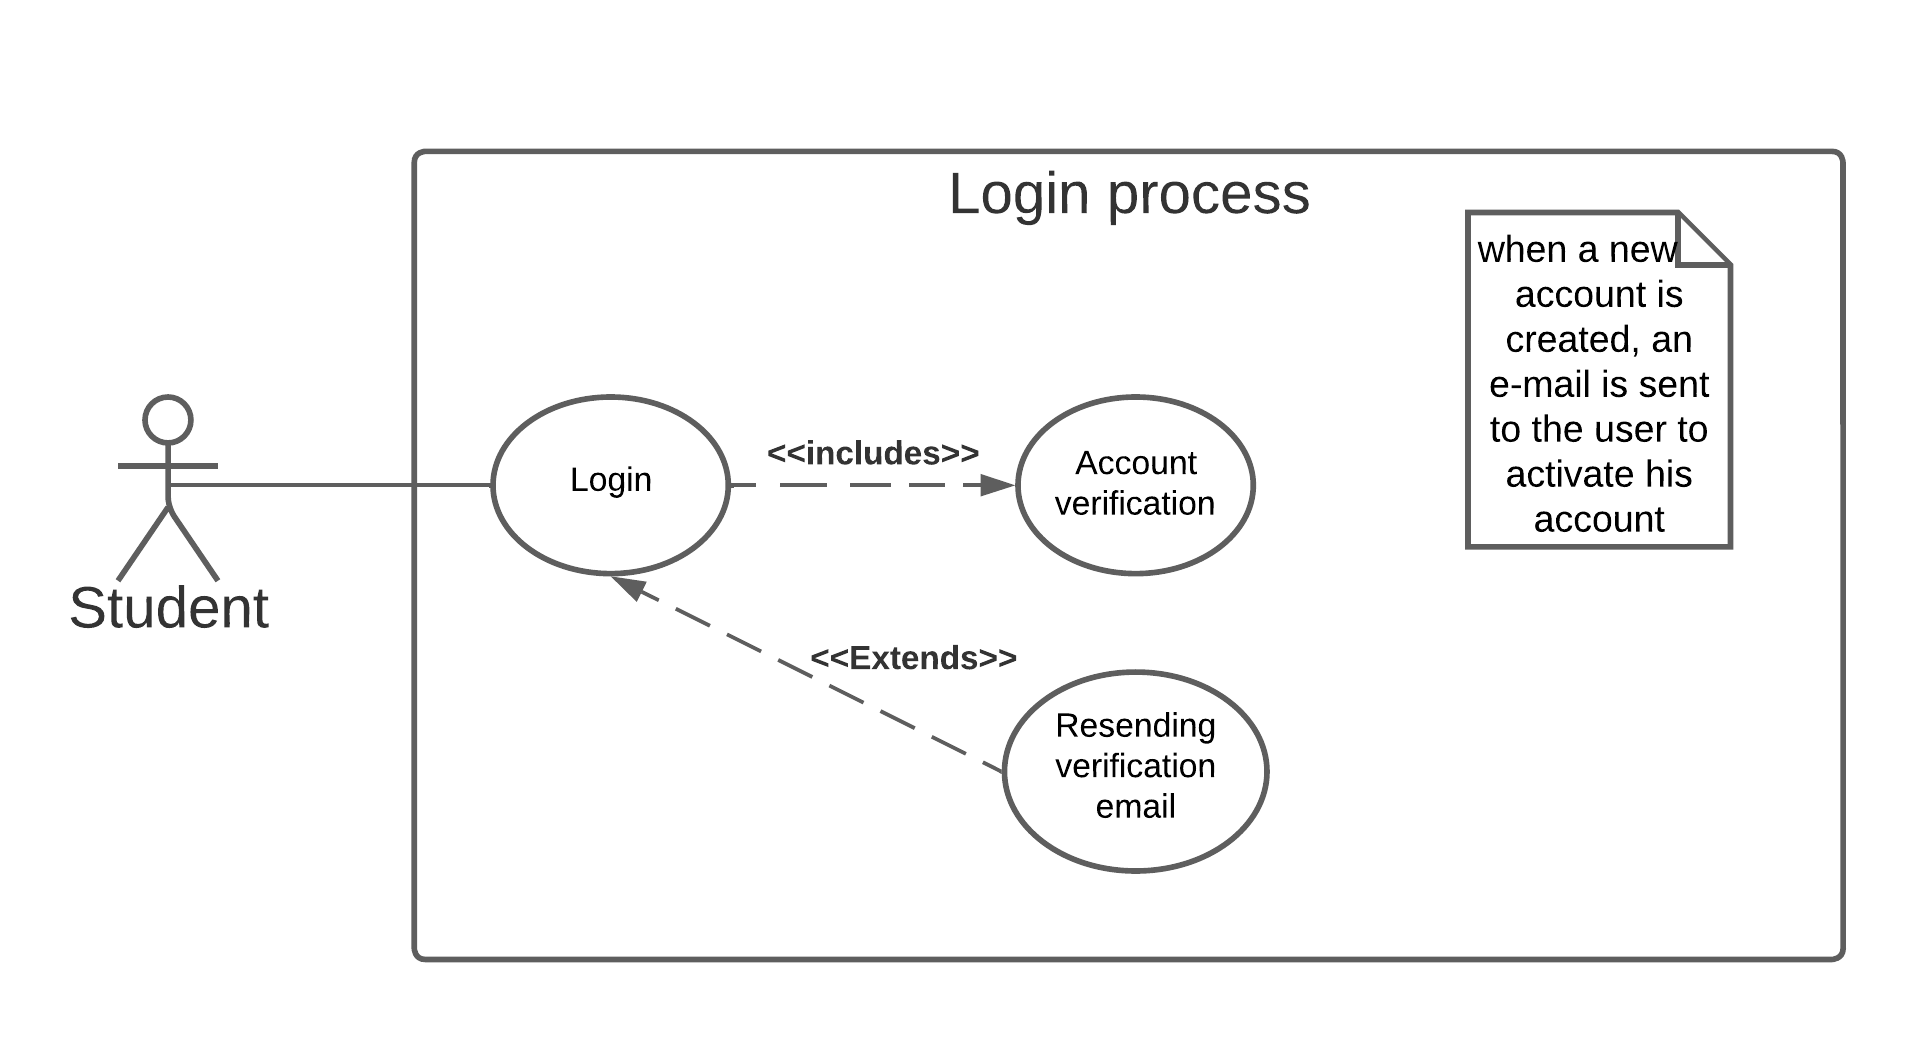 Login process
when a new
account is
created, an
e-mail is sent
to the user to
activate his
account
Student
Login
<<includes>>
Account
verification
<<Extends>>
Resending
verification
email